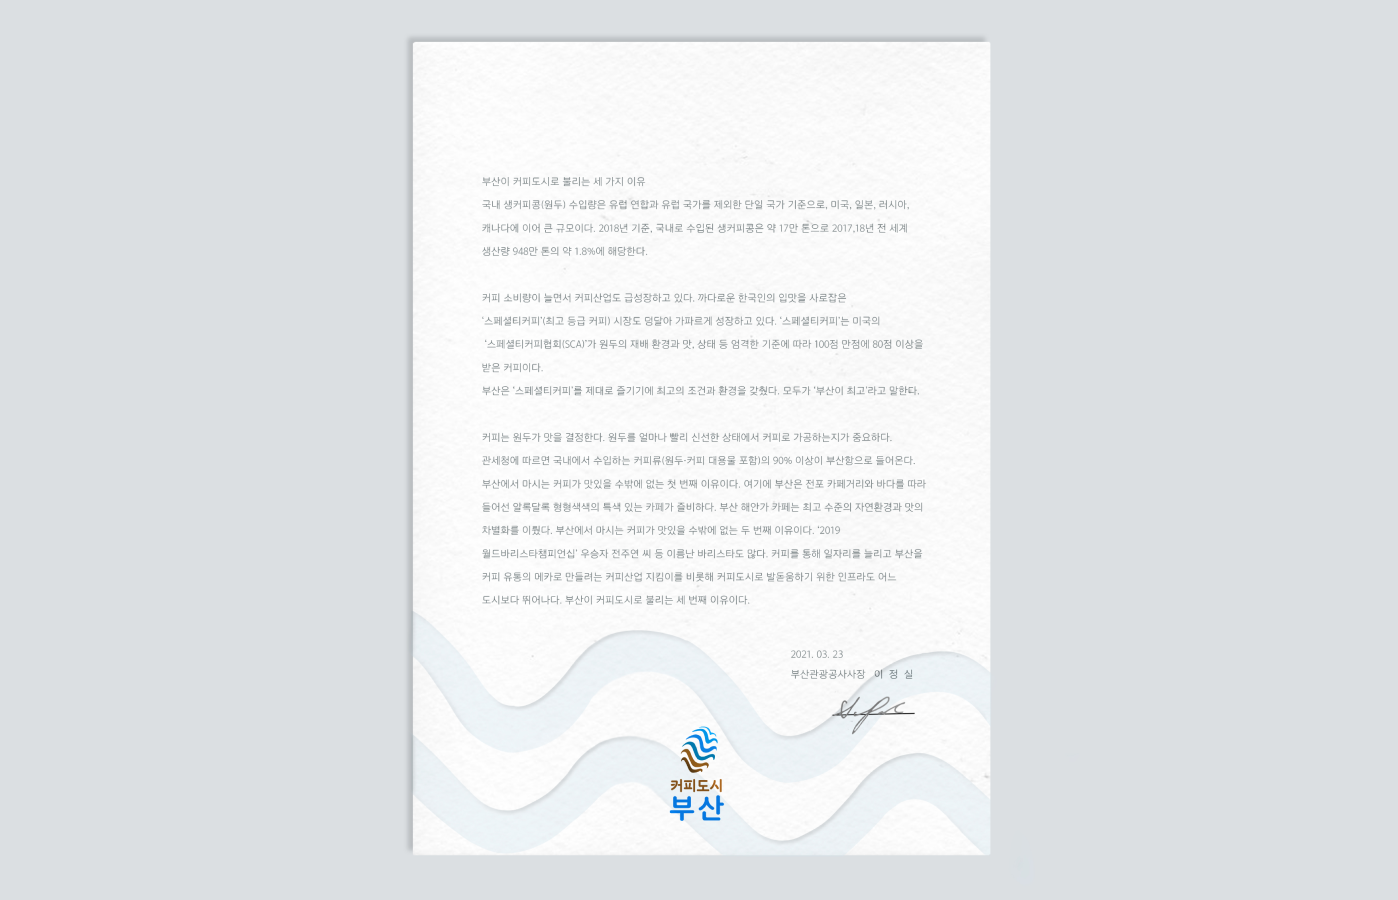 부산이 커피도시로 불리는 세 가지 이유
국내 생커피콩(원두) 수입량은 유럽 연합과 유럽 국가를 제외한 단일 국가 기준으로, 미국, 일본, 러시아,
캐나다에 이어 큰 규모이다. 2018년 기준, 국내로 수입된 생커피콩은 약 17만 톤으로 2017,18년 전 세계
생산량 948만 톤의 약 1.8%에 해당한다.
커피 소비량이 늘면서 커피산업도 급성장하고 있다. 까다로운 한국인의 입맛을 사로잡은
'스페셜티커피'(최고 등급 커피) 시장도 덩달아 가파르게 성장하고 있다. '스페셜티커피'는 미국의
'스페셜티커피협회(SCA)'가 원두의 재배 환경과 맛, 상태 등 엄격한 기준에 따라 100점 만점에 80점 이상을
받은 커피이다.
부산은 '스페셜티커피'를 제대로 즐기기에 최고의 조건과 환경을 갖췄다. 모두가 '부산이 최고'라고 말한다.
커피는 원두가 맛을 결정한다. 원두를 얼마나 빨리 신선한 상태에서 커피로 가공하는지가 중요하다.
관세청에 따르면 국내에서 수입하는 커피류(원두·커피 대용물 포함)의 90% 이상이 부산항으로 들어온다.
부산에서 마시는 커피가 맛있을 수밖에 없는 첫 번째 이유이다. 여기에 부산은 전포 카페거리와 바다를 따라
들어선 알록달록 형형색색의 특색 있는 카페가 즐비하다. 부산 해안가 카페는 최고 수준의 자연환경과 맛의
차별화를 이뤘다. 부산에서 마시는 커피가 맛있을 수밖에 없는 두 번째 이유이다. '2019
월드바리스타챔피언십' 우승자 전주연 씨 등 이름난 바리스타도 많다. 커피를 통해 일자리를 늘리고 부산을
커피 유통의 메카로 만들려는 커피산업 지킴이를 비롯해 커피도시로 발돋움하기 위한 인프라도 어느
도시보다 뛰어나다. 부산이 커피도시로 불리는 세 번째 이유이다.
2021. 03. 23
부산관광공사사장 이 정 실
커피도시
부산